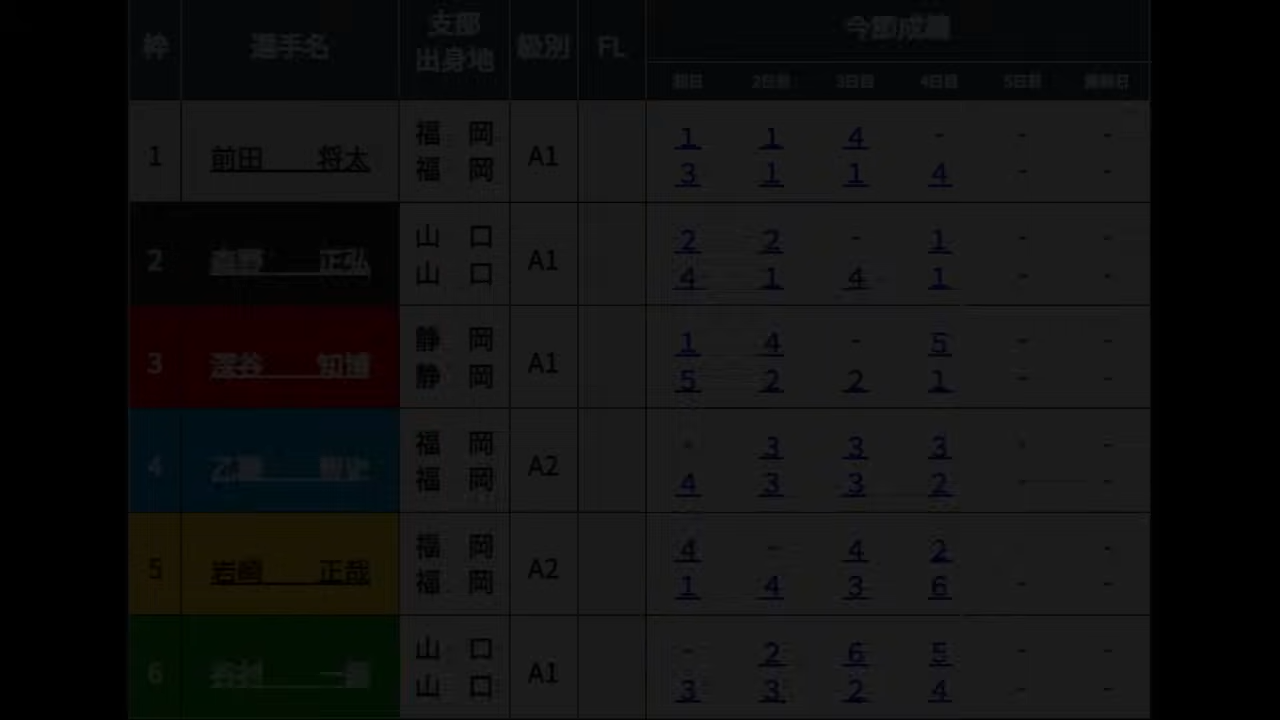 枠 選手名 支部 出身地 級別 FL 今節成績
初日 2日目 3日目 4日目 5日目 最終日
1 前田 将太 福岡 福岡 A1
1 1 4 - - -
3 1 1 4 - -
2 正弘 山口 山口 A1
2 2 - 1 - -
4 1 4 1 - -
3 深谷 知博 静岡 静岡 A1
1 4 - 5 - -
5 2 2 1 - -
4 福岡 福岡 A2
- 3 3 3 - -
4 3 3 2 - -
5 岩崎 正哉 福岡 福岡 A2
4 - 4 2 -
1 4 3 6 - -
6 山口 山口 A1
- 2 6 5 - -
3 3 2 4 - -